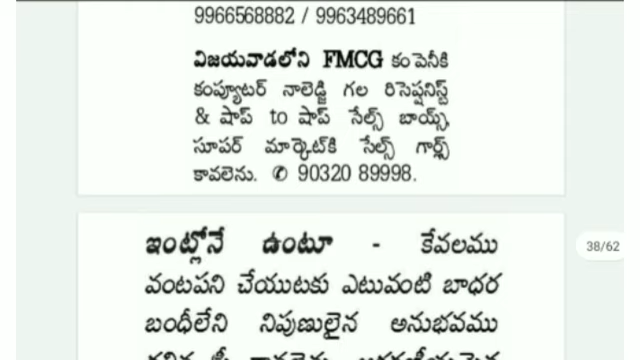 9966568882 / 9963489661
విజయవాడలోని FMCG కంపెనీకి
కంప్యూటర్ నాలెడ్జి గల రిసెప్షనిస్ట్
& షాప్ to షాప్ సేల్స్ బాయ్స్,
సూపర్ మార్కెట్‌కి సేల్స్ గార్ల్స్
కావలెను. ✆ 90320 89998.
ఇంట్లోనే ఉంటూ - కేవలము
వంటపని చేయుటకు ఎటువంటి బాధర
బంధీలేని నిపుణులైన అనుభవము
38/62